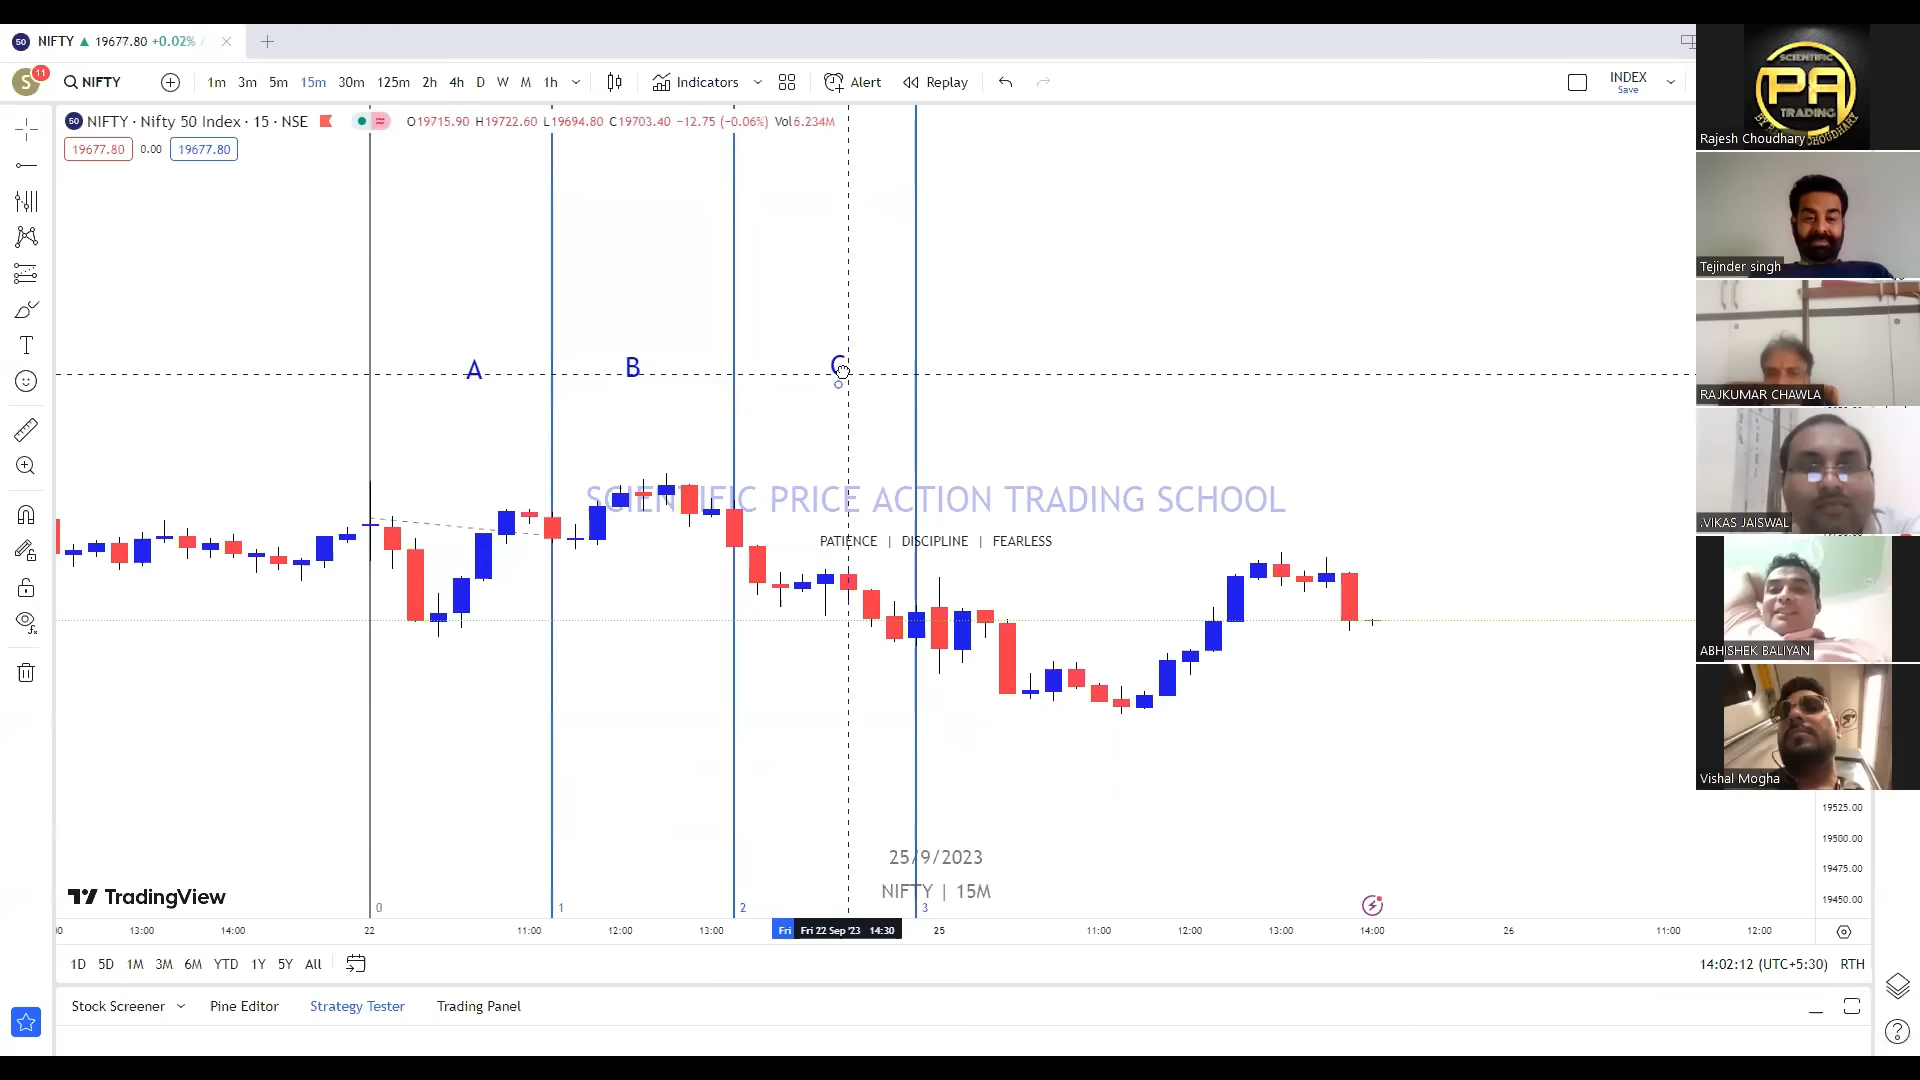 NIFTY ▲ 19677.80 +0.02% /
S 11 NIFTY 1m 3m 5m 15m 30m 125m 2h 4h D W M 1h Indicators Alert Replay INDEX
Save
50 NIFTY · Nifty 50 Index · 15 · NSE O19715.90 H19722.60 L19694.80 C19703.40 −12.75 (−0.06%) Vol6.234M
19677.80 0.00 19677.80
SCIENTIFIC
PA
TRADING
Rajesh Choudhary
Tejinder singh
A B C
RAJKUMAR CHAWLA
SCIENTIFIC PRICE ACTION TRADING SCHOOL
.VIKAS JAISWAL
PATIENCE | DISCIPLINE | FEARLESS
ABHISHEK BALIYAN
Vishal Mogha
19525.00
19500.00
19475.00
19450.00
25/9/2023
NIFTY | 15M
TradingView
0 1 2 3
:00 13:00 14:00 22 11:00 12:00 13:00 Fri Fri 22 Sep '23 14:30 25 11:00 12:00 13:00 14:00 26 11:00 12:00
1D 5D 1M 3M 6M YTD 1Y 5Y All 14:02:12 (UTC+5:30) RTH
Stock Screener Pine Editor Strategy Tester Trading Panel